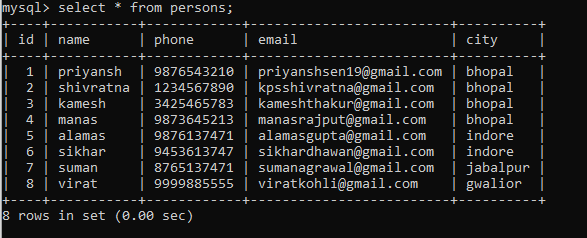 mysql> select * from persons;
+----+-----------+------------+-------------------------+----------+
| id | name      | phone      | email                   | city     |
+----+-----------+------------+-------------------------+----------+
|  1 | priyansh  | 9876543210 | priyanshsen19@gmail.com | bhopal   |
|  2 | shivratna | 1234567890 | kpsshivratna@gmail.com  | bhopal   |
|  3 | kamesh    | 3425465783 | kameshthakur@gmail.com  | bhopal   |
|  4 | manas     | 9873645213 | manasrajput@gmail.com   | bhopal   |
|  5 | alamas    | 9876137471 | alamasgupta@gmail.com   | indore   |
|  6 | sikhar    | 9453613747 | sikhardhawan@gmail.com  | indore   |
|  7 | suman     | 8765137471 | sumanagrawal@gmail.com  | jabalpur |
|  8 | virat     | 9999885555 | viratkohli@gmail.com    | gwalior  |
+----+-----------+------------+-------------------------+----------+
8 rows in set (0.00 sec)